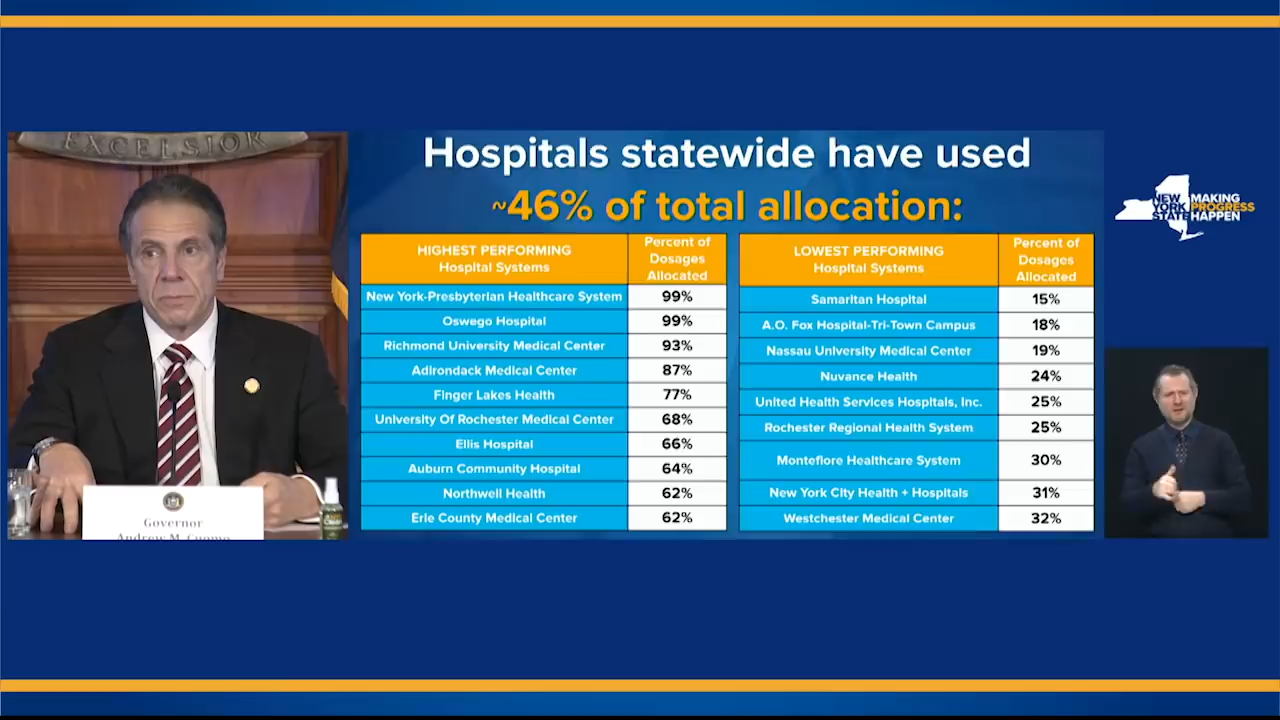 EXCELSIOR
Hospitals statewide have used
~46% of total allocation:
HIGHEST PERFORMING
Hospital Systems
Percent of
Dosages
Allocated
New York-Presbyterian Healthcare System 99%
Oswego Hospital 99%
Richmond University Medical Center 93%
Adirondack Medical Center 87%
Finger Lakes Health 77%
University Of Rochester Medical Center 68%
Ellis Hospital 66%
Auburn Community Hospital 64%
Northwell Health 62%
Erie County Medical Center 62%
LOWEST PERFORMING
Hospital Systems
Percent of
Dosages
Allocated
Samaritan Hospital 15%
A.O. Fox Hospital-Tri-Town Campus 18%
Nassau University Medical Center 19%
Nuvance Health 24%
United Health Services Hospitals, Inc. 25%
Rochester Regional Health System 25%
Montefiore Healthcare System 30%
New York City Health + Hospitals 31%
Westchester Medical Center 32%
NEW
YORK
STATE
MAKING
PROGRESS
HAPPEN
Governor
Andrew M. Cuomo